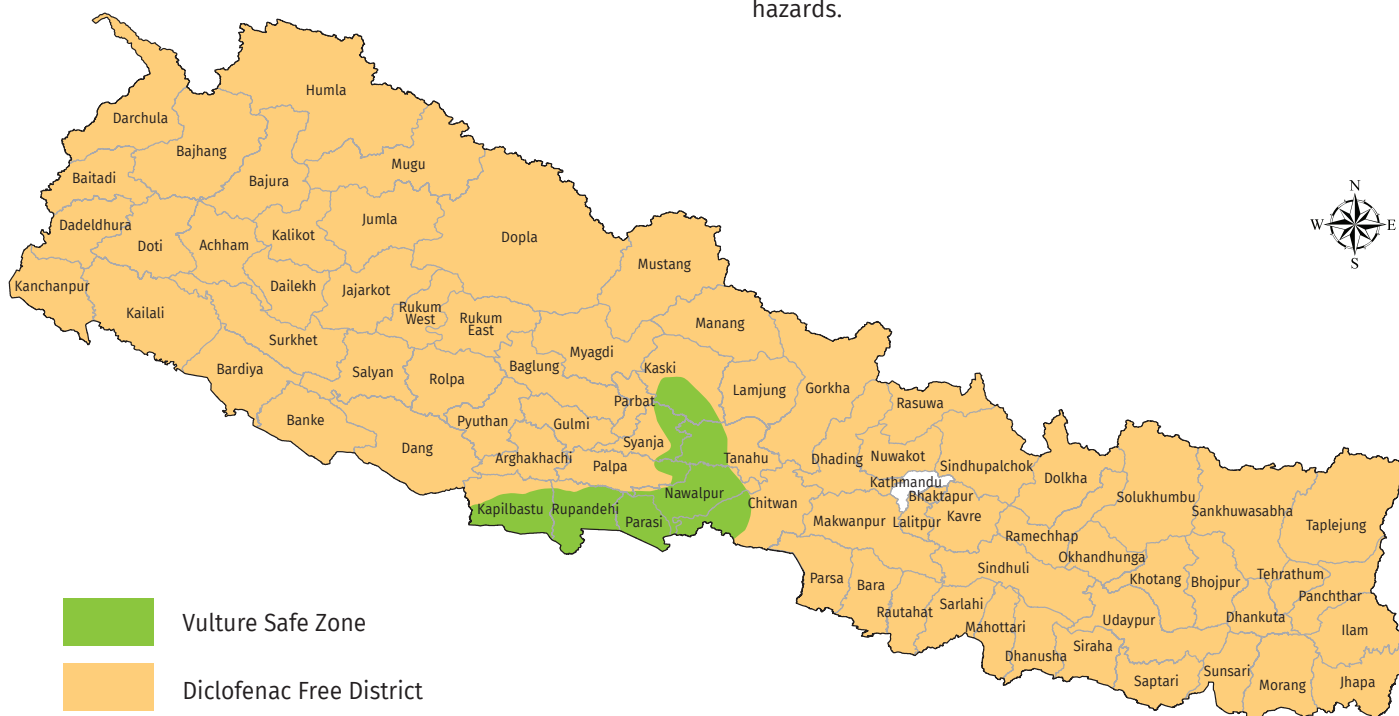 hazards.
Humla
Darchula
Bajhang
Mugu
Baitadi
Bajura
Jumla
Dadeldhura
Doti
Achham
Kalikot
Dopla
Mustang
Kanchanpur
Dailekh
Jajarkot
Kailali
Rukum
West
Rukum
East
Manang
Surkhet
Myagdi
Bardiya
Salyan
Rolpa
Baglung
Kaski
Lamjung
Gorkha
Parbat
Rasuwa
Banke
Pyuthan
Gulmi
Dang
Syanja
Arghakhachi
Palpa
Tanahu
Dhading
Nuwakot
Sindhupalchok
Dolkha
Kathmandu
Bhaktapur
Nawalpur
Chitwan
Kapilbastu
Rupandehi
Parasi
Makwanpur
Lalitpur
Kavre
Solukhumbu
Sankhuwasabha
Taplejung
Ramechhap
Okhandhunga
Sindhuli
Parsa
Bara
Khotang
Bhojpur
Tehrathum
Panchthar
Rautahat
Sarlahi
Mahottari
Udaypur
Dhankuta
Ilam
Dhanusha
Siraha
Saptari
Sunsari
Morang
Jhapa
N
W
E
S
Vulture Safe Zone
Diclofenac Free District